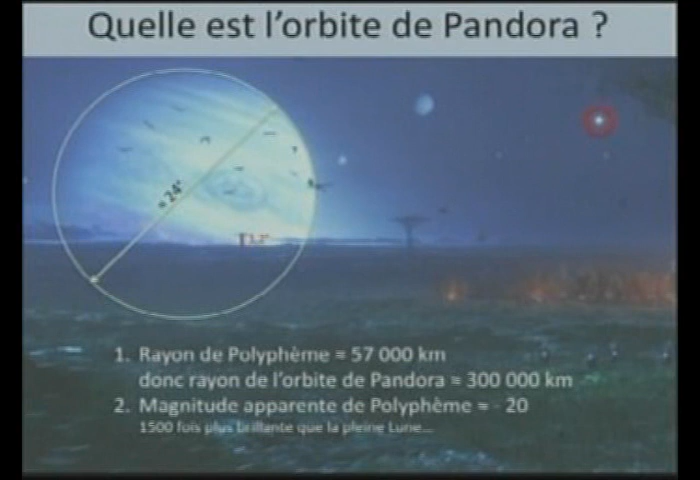 Quelle est l'orbite de Pandora ?
≈ 24°
1. Rayon de Polyphème ≈ 57 000 km
donc rayon de l'orbite de Pandora ≈ 300 000 km
2. Magnitude apparente de Polyphème ≈ - 20
1500 fois plus brillante que la pleine Lune...